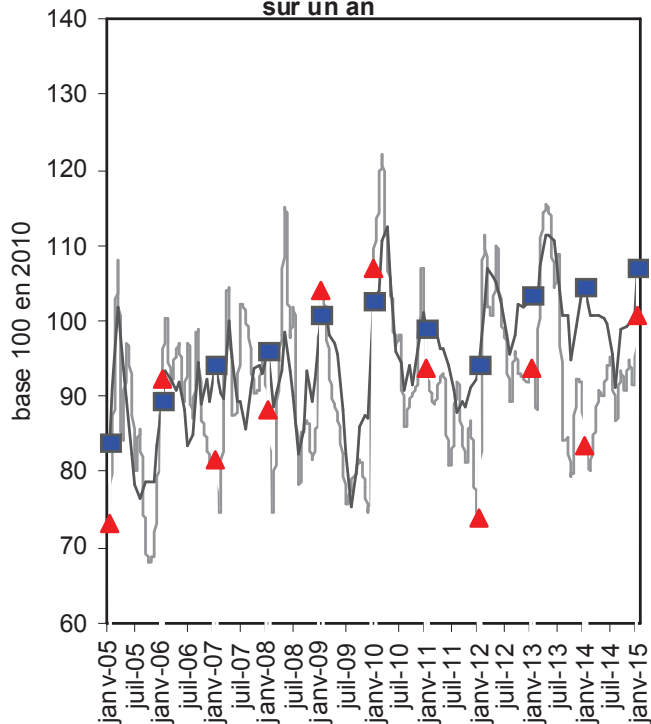 sur un an
140
130
120
110
100
90
80
70
60
base 100 en 2010
janv-05
juil-05
janv-06
juil-06
janv-07
juil-07
janv-08
juil-08
janv-09
juil-09
janv-10
juil-10
janv-11
juil-11
janv-12
juil-12
janv-13
juil-13
janv-14
juil-14
janv-15